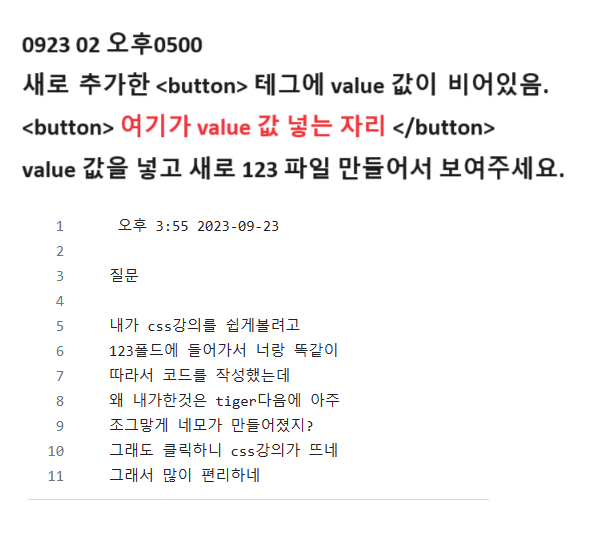 0923 02 오후0500
새로 추가한 <button> 테그에 value 값이 비어있음.
<button> 여기가 value 값 넣는 자리 </button>
value 값을 넣고 새로 123 파일 만들어서 보여주세요.
1 오후 3:55 2023-09-23
2
3 질문
4
5 내가 css강의를 쉽게볼려고
6 123폴드에 들어가서 너랑 똑같이
7 따라서 코드를 작성했는데
8 왜 내가한것은 tiger다음에 아주
9 조그맣게 네모가 만들어졌지?
10 그래도 클릭하니 css강의가 뜨네
11 그래서 많이 편리하네